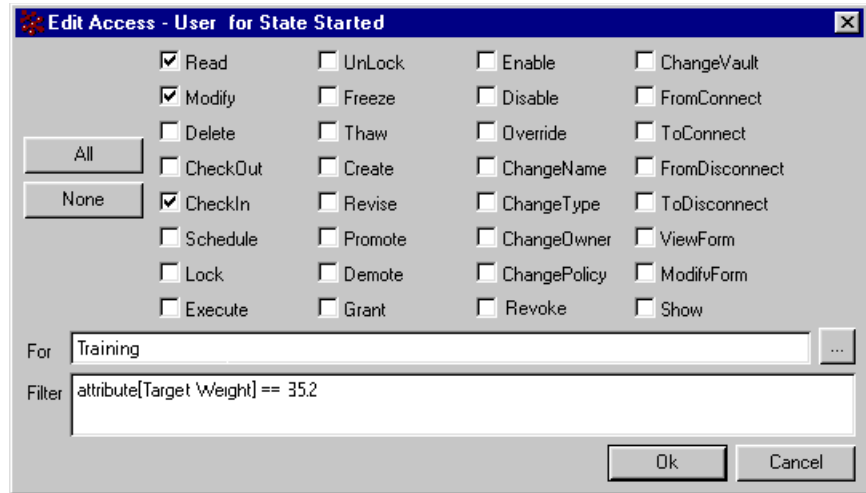 Edit Access - User for State Started
Read UnLock Enable ChangeVault
Modify Freeze Disable FromConnect
Delete Thaw Override ToConnect
All
CheckOut Create ChangeName FromDisconnect
None
CheckIn Revise ChangeType ToDisconnect
Schedule Promote ChangeOwner ViewForm
Lock Demote ChangePolicy ModifyForm
Execute Grant Revoke Show
For Training ...
Filter attribute[Target Weight] == 35.2
Ok Cancel